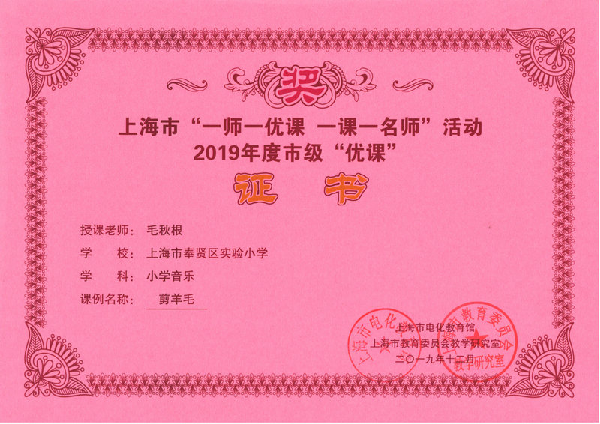 奖
上海市“一师一优课 一课一名师”活动
2019年度市级“优课”
证 书
授课老师： 毛秋根
学 校： 上海市奉贤区实验小学
学 科： 小学音乐
课例名称： 剪羊毛
上海市电化教育馆
上海市教育委员会教学研究室
二〇一九年十二月